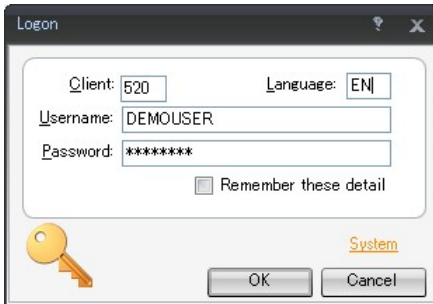 Logon
Client: 520 Language: EN
Username: DEMOUSER
Password: ********
Remember these detail
System
OK Cancel